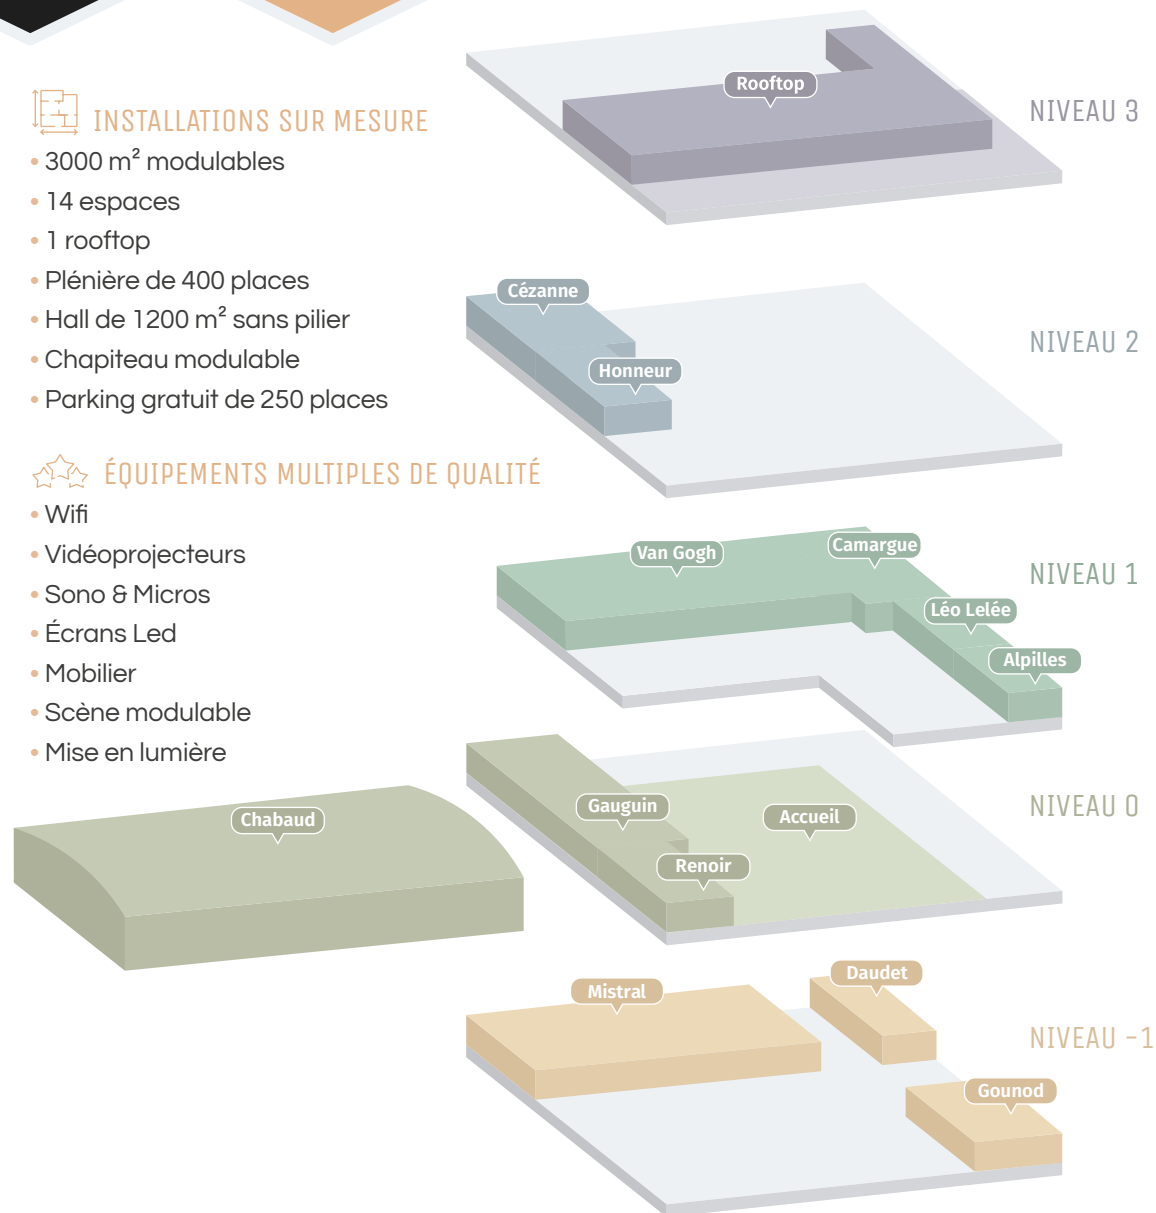 INSTALLATIONS SUR MESURE
• 3000 m² modulables
• 14 espaces
• 1 rooftop
• Plénière de 400 places
• Hall de 1200 m² sans pilier
• Chapiteau modulable
• Parking gratuit de 250 places
ÉQUIPEMENTS MULTIPLES DE QUALITÉ
• Wifi
• Vidéoprojecteurs
• Sono & Micros
• Écrans Led
• Mobilier
• Scène modulable
• Mise en lumière
Rooftop
NIVEAU 3
Cézanne
Honneur
NIVEAU 2
Van Gogh
Camargue
Léo Lelée
Alpilles
NIVEAU 1
Chabaud
Gauguin
Renoir
Accueil
NIVEAU 0
Mistral
Daudet
Gounod
NIVEAU -1